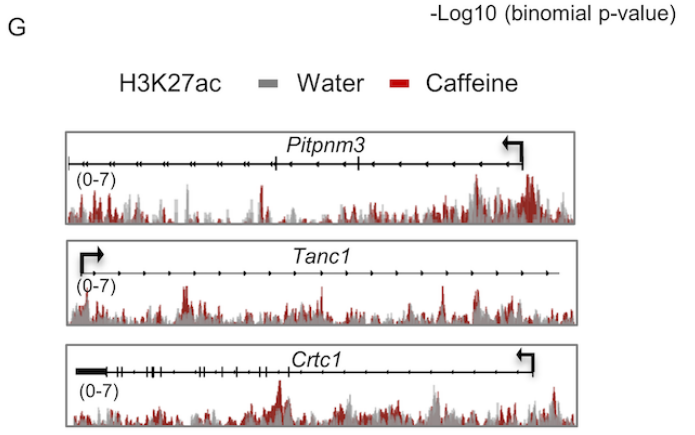 -Log10 (binomial p-value)
G
H3K27ac Water Caffeine
Pitpnm3
(0-7)
Tanc1
(0-7)
Crtc1
(0-7)